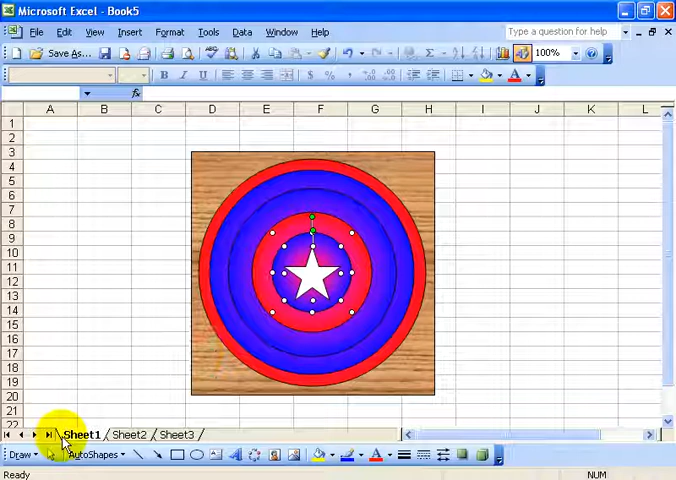 Microsoft Excel - Book5
File Edit View Insert Format Tools Data Window Help Type a question for help
Save As... Σ 100%
B I U $ % , A
fx
A B C D E F G H I J K L
1
2
3
4
5
6
7
8
9
10
11
12
13
14
15
16
17
18
19
20
21
22
Sheet1 Sheet2 Sheet3
Draw AutoShapes A A
Ready NUM